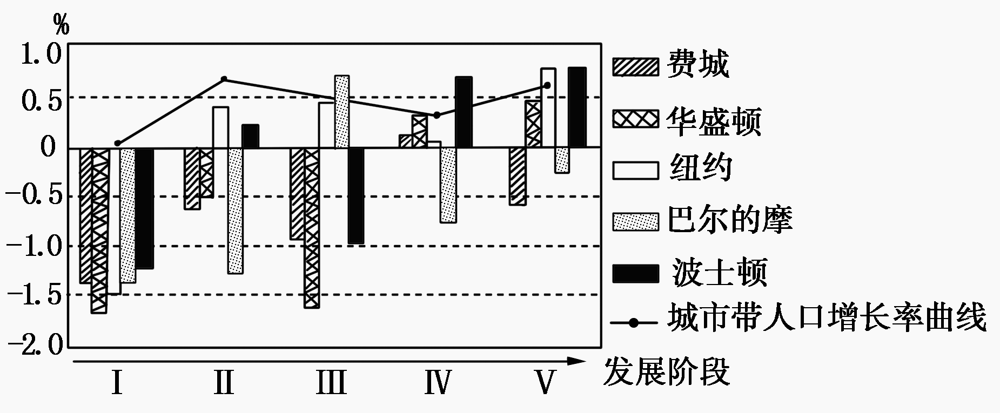 %
1.0
0.5
0
−0.5
−1.0
−1.5
−2.0
I II III IV V
发展阶段
费城
华盛顿
纽约
巴尔的摩
波士顿
城市带人口增长率曲线